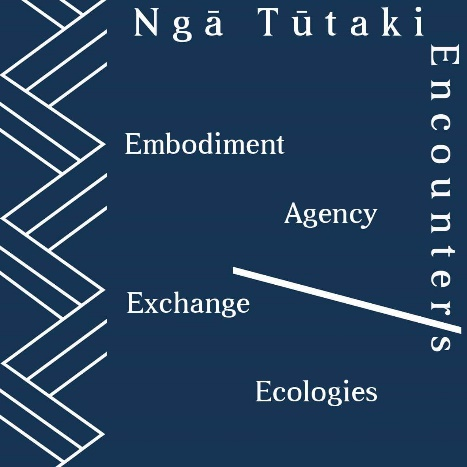 Ngā Tūtaki
Encounters
Embodiment
Agency
Exchange
Ecologies